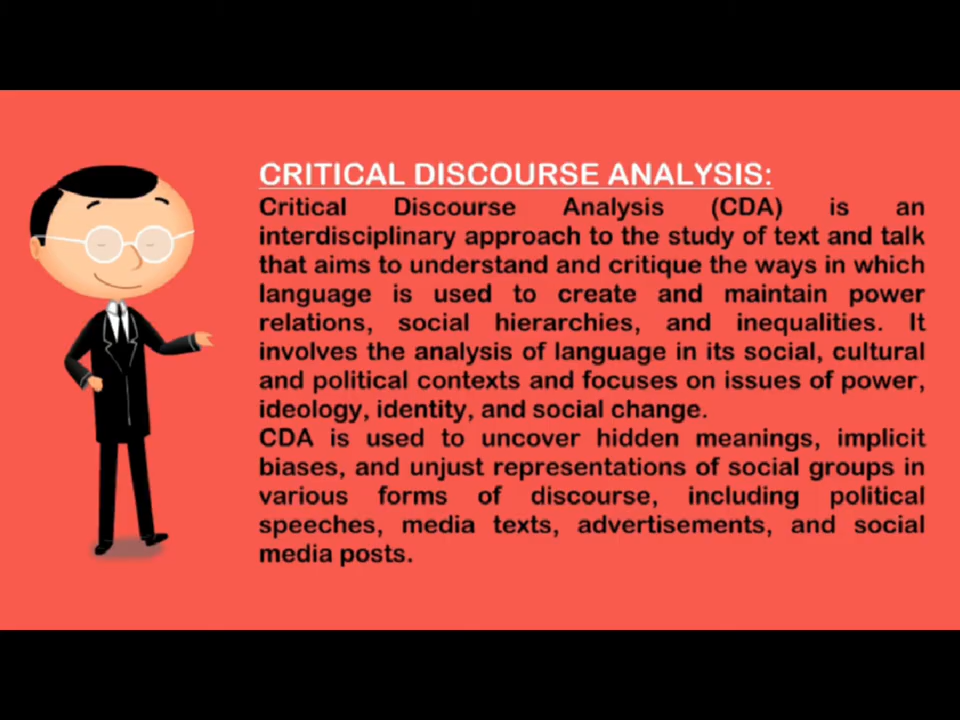 CRITICAL DISCOURSE ANALYSIS:
Critical Discourse Analysis (CDA) is an
interdisciplinary approach to the study of text and talk
that aims to understand and critique the ways in which
language is used to create and maintain power
relations, social hierarchies, and inequalities. It
involves the analysis of language in its social, cultural
and political contexts and focuses on issues of power,
ideology, identity, and social change.
CDA is used to uncover hidden meanings, implicit
biases, and unjust representations of social groups in
various forms of discourse, including political
speeches, media texts, advertisements, and social
media posts.